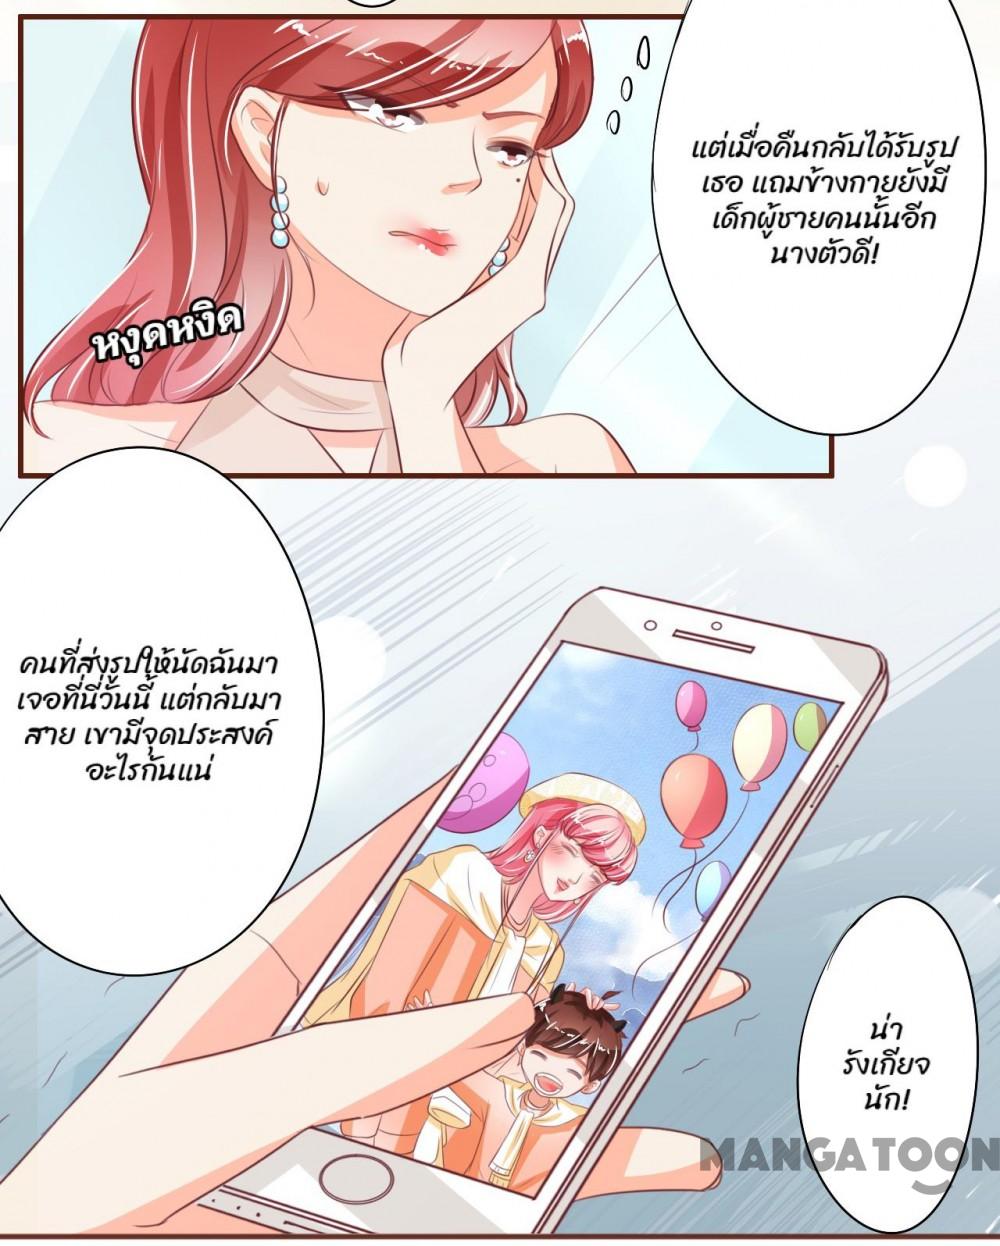 แต่เมื่อคืนกลับได้รับรูป
เธอ แถมข้างกายยังมี
เด็กผู้ชายคนนั้นอีก
นางตัวดี!
หงุดหงิด
คนที่ส่งรูปให้นัดฉันมา
เจอที่นี่วันนี้ แต่กลับมา
สาย เขามีจุดประสงค์
อะไรกันแน่
น่า
รังเกียจ
นัก!
MANGATOON